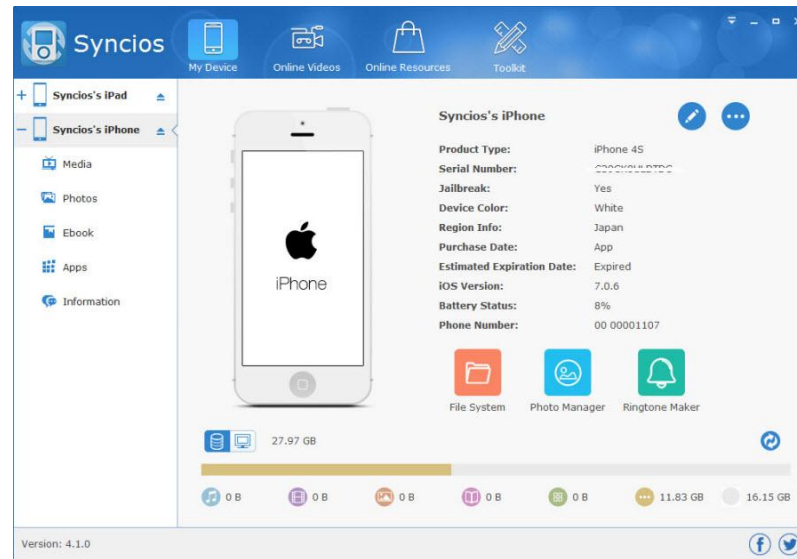 Syncios
My Device
Online Videos
Online Resources
Toolkit
Syncios's iPad
Syncios's iPhone
Media
Photos
Ebook
Apps
Information
iPhone
Syncios's iPhone
Product Type: iPhone 4S
Serial Number:
Jailbreak: Yes
Device Color: White
Region Info: Japan
Purchase Date: App
Estimated Expiration Date: Expired
iOS Version: 7.0.6
Battery Status: 8%
Phone Number: 00 00001107
File System
Photo Manager
Ringtone Maker
27.97 GB
0 B
0 B
0 B
0 B
0 B
11.83 GB
16.15 GB
Version: 4.1.0